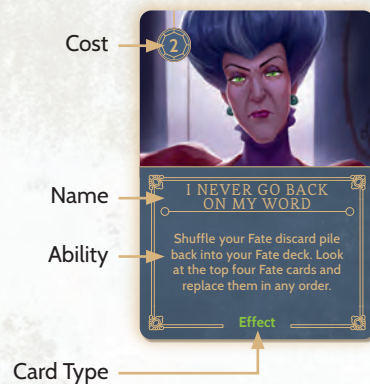 Cost
2
Name
I NEVER GO BACK
ON MY WORD
Ability
Shuffle your Fate discard pile
back into your Fate deck. Look
at the top four Fate cards and
replace them in any order.
Effect
Card Type